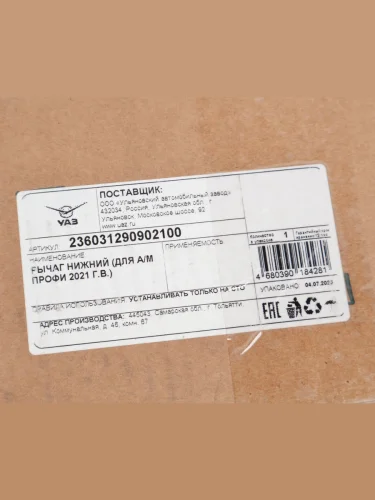 УАЗ
ПОСТАВЩИК:
ООО «Ульяновский автомобильный завод»
432034, Россия, Ульяновская обл. г.
Ульяновск, Московское шоссе, 92
www.uaz.ru
АРТИКУЛ 236031290902100
НАИМЕНОВАНИЕ
ПРИМЕНЯЕМОСТЬ
РЫЧАГ НИЖНИЙ (ДЛЯ А/М
ПРОФИ 2021 Г.В.)
ПРАВИЛА ИСПОЛЬЗОВАНИЯ УСТАНАВЛИВАТЬ ТОЛЬКО НА СТО
АДРЕС ПРОИЗВОДСТВА: 445043, Самарская обл., г. Тольятти,
ул. Коммунальная, д. 46, комн. 67
Количество в упаковке 1
4 680390 184281
УПАКОВАНО 04.07.2023
EAC